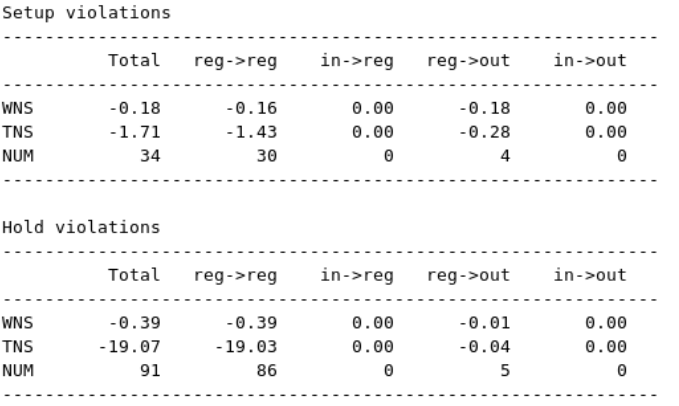 Setup violations
--------------------------------------------------------------
          Total   reg->reg    in->reg   reg->out    in->out
--------------------------------------------------------------
WNS       -0.18      -0.16       0.00      -0.18       0.00
TNS       -1.71      -1.43       0.00      -0.28       0.00
NUM          34         30          0          4          0
--------------------------------------------------------------

Hold violations
--------------------------------------------------------------
          Total   reg->reg    in->reg   reg->out    in->out
--------------------------------------------------------------
WNS       -0.39      -0.39       0.00      -0.01       0.00
TNS      -19.07     -19.03       0.00      -0.04       0.00
NUM          91         86          0          5          0
--------------------------------------------------------------